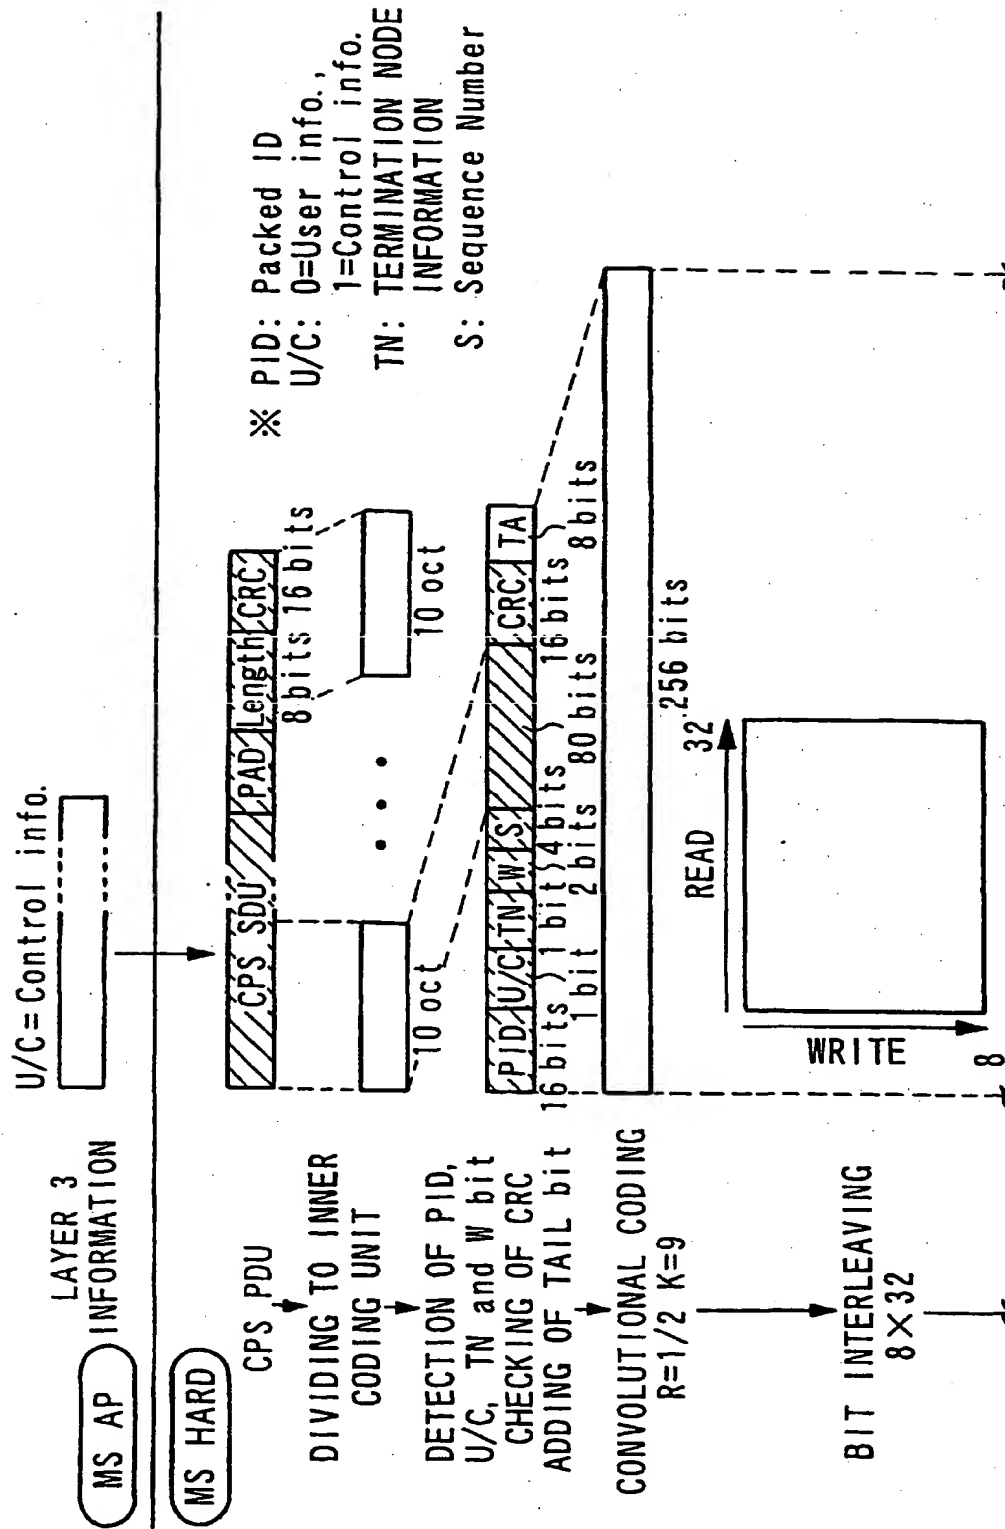 MS AP
LAYER 3
INFORMATION
U/C=Control info.
MS HARD
CPS PDU
CPS SDU PAD Length CRC
8 bits 16 bits
DIVIDING TO INNER
CODING UNIT
10 oct
10 oct
※ PID: Packed ID
U/C: 0=User info.,
1=Control info.
TN: TERMINATION NODE
INFORMATION
S: Sequence Number
DETECTION OF PID,
U/C, TN and W bit
CHECKING OF CRC
ADDING OF TAIL bit
PID U/C TN W S CRC TA
16 bits 1 bit 4 bits 80 bits 16 bits 8 bits
1 bit 2 bits
CONVOLUTIONAL CODING
R=1/2 K=9
256 bits
BIT INTERLEAVING
8×32
READ 32
WRITE
8